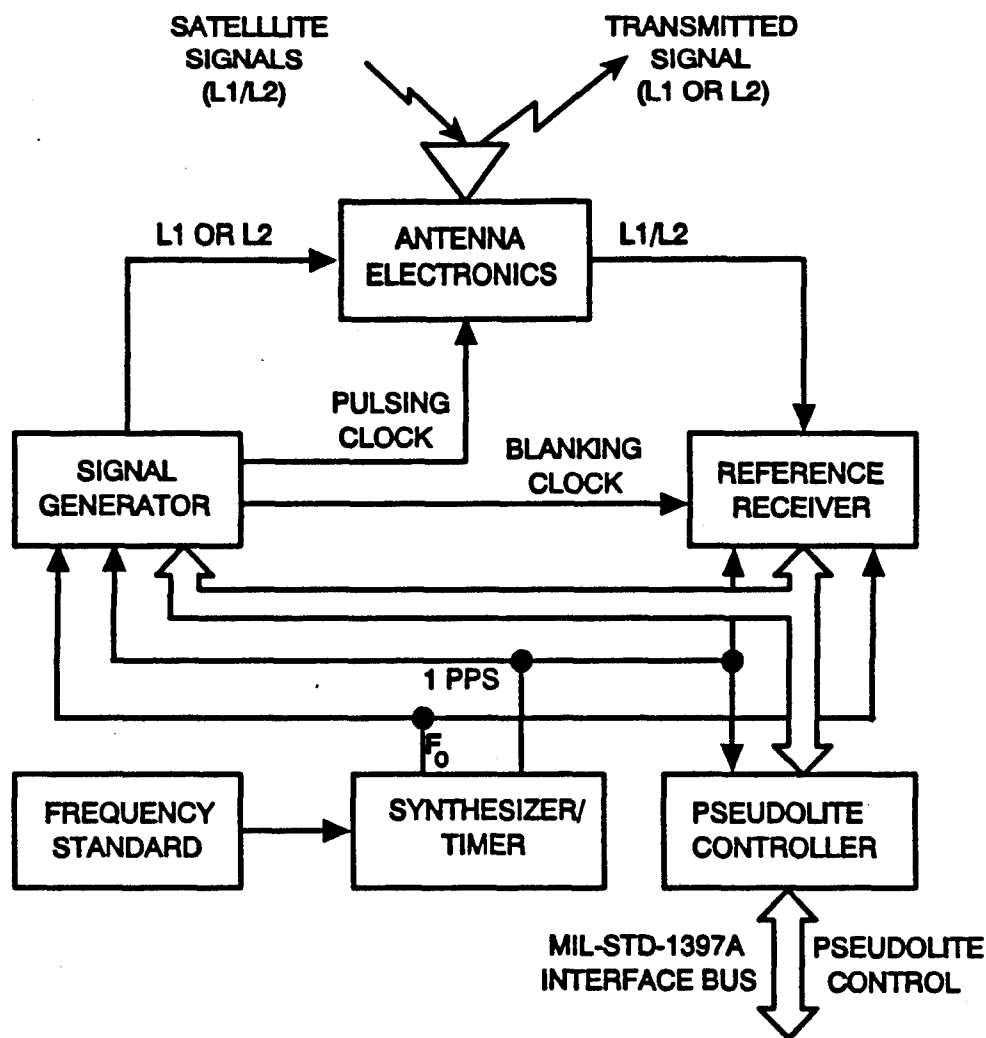 SATELLLITE
SIGNALS
(L1/L2)
TRANSMITTED
SIGNAL
(L1 OR L2)
L1 OR L2
ANTENNA
ELECTRONICS
L1/L2
PULSING
CLOCK
BLANKING
CLOCK
SIGNAL
GENERATOR
REFERENCE
RECEIVER
1 PPS
F0
FREQUENCY
STANDARD
SYNTHESIZER/
TIMER
PSEUDOLITE
CONTROLLER
MIL-STD-1397A
INTERFACE BUS
PSEUDOLITE
CONTROL